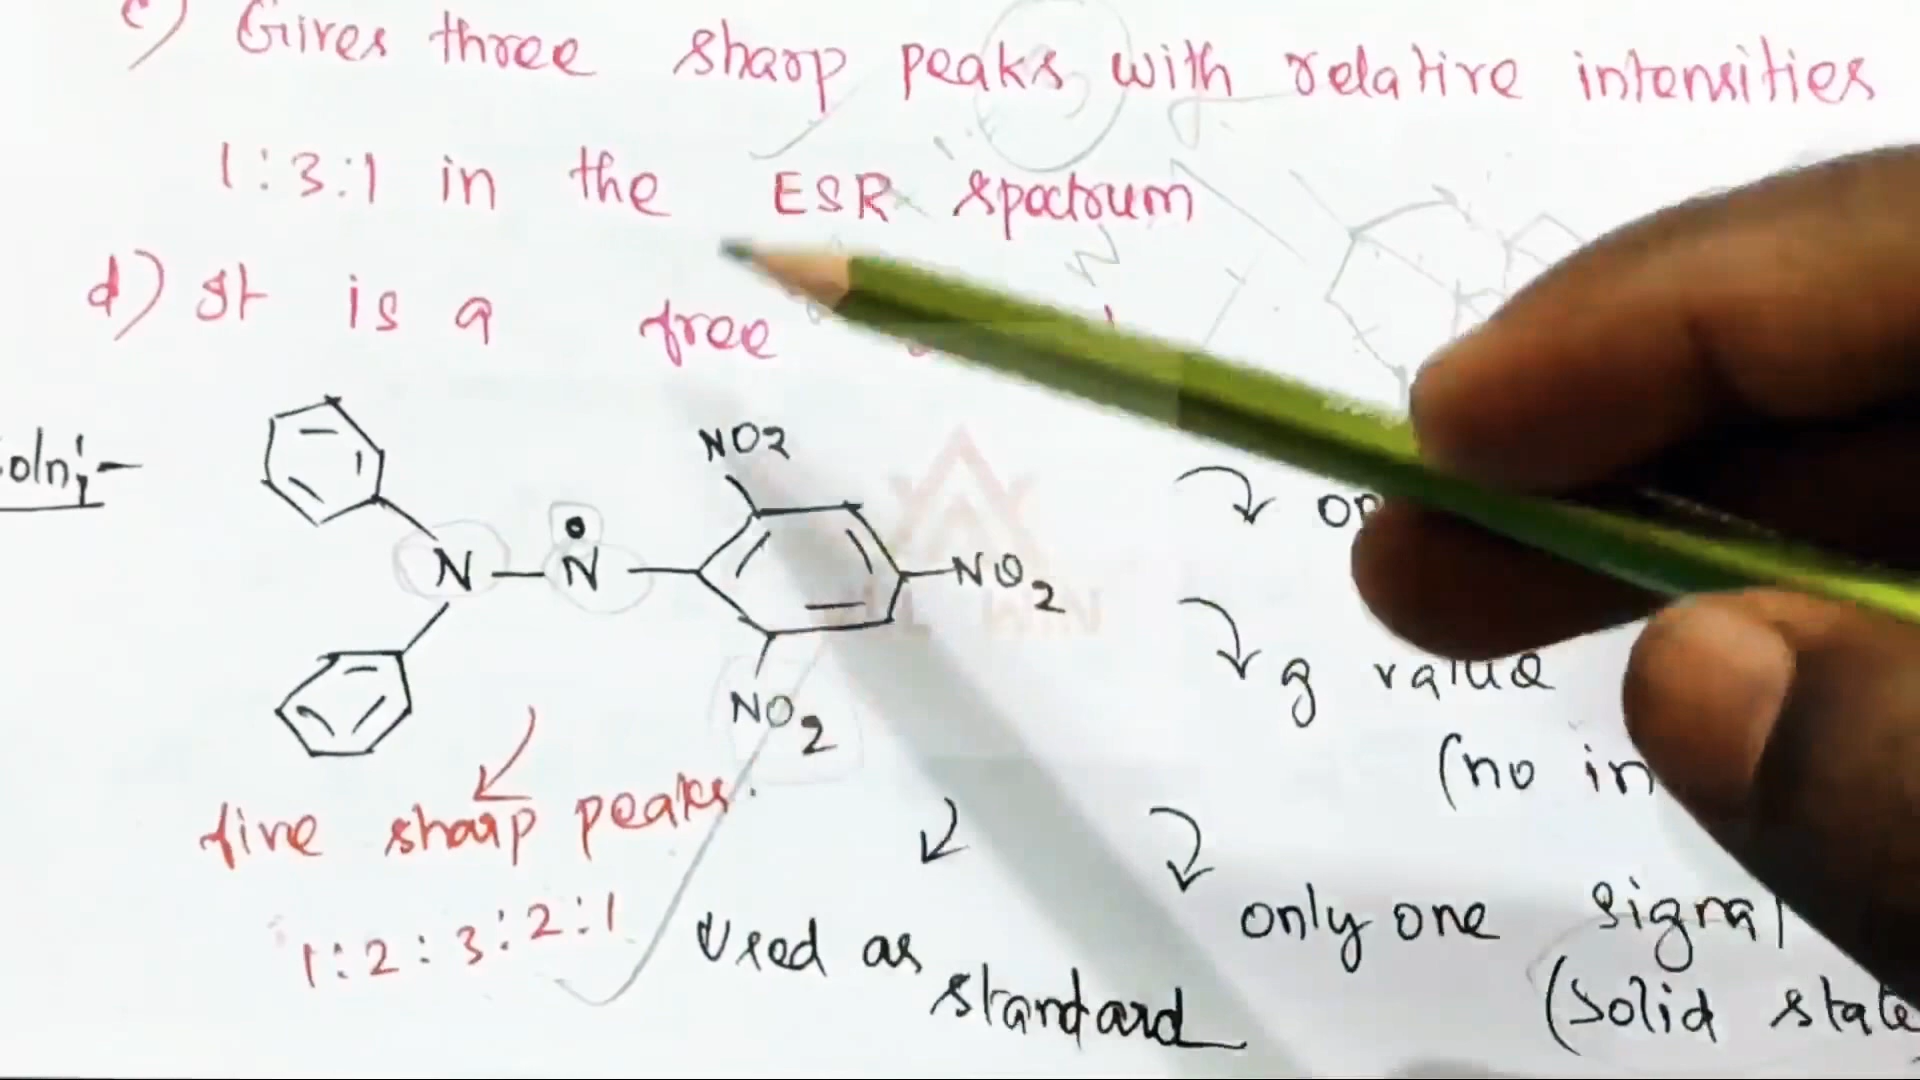 c) Gives three sharp peaks with relative intensities
1:3:1 in the ESR spectrum
d) It is a free
Soln:-
NO2
N - N - NO2
NO2
g value
(no in
five sharp peaks.
1:2:3:2:1
Used as
standard
only one signal
(Solid state